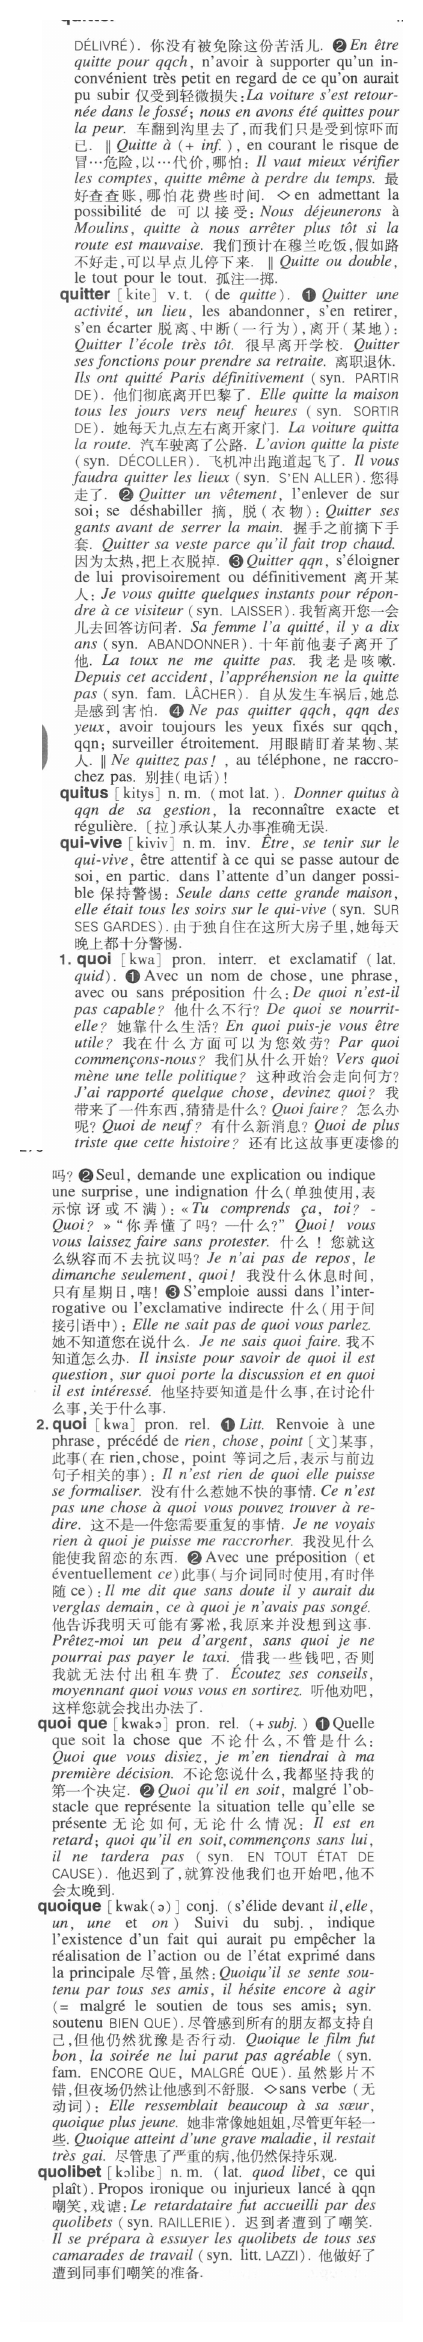 DÉLIVRÉ). 你没有被免除这份苦活儿. ❷ En être
quitte pour qqch, n'avoir à supporter qu'un in-
convénient très petit en regard de ce qu'on aurait
pu subir 仅受到轻微损失: La voiture s'est retour-
née dans le fossé; nous en avons été quittes pour
la peur. 车翻到沟里去了,而我们只是受到惊吓而
已. ‖ Quitte à (+ inf.), en courant le risque de
冒…危险,以…代价,哪怕: Il vaut mieux vérifier
les comptes, quitte même à perdre du temps. 最
好查查账,哪怕花费些时间. ◇ en admettant la
possibilité de 可以接受: Nous déjeunerons à
Moulins, quitte à nous arrêter plus tôt si la
route est mauvaise. 我们预计在穆兰吃饭,假如路
不好走,可以早点儿停下来. ‖ Quitte ou double,
le tout pour le tout. 孤注一掷.
quitter [kite] v.t. (de quitte). ❶ Quitter une
activité, un lieu, les abandonner, s'en retirer,
s'en écarter 脱离、中断(一行为),离开(某地):
Quitter l'école très tôt. 很早离开学校. Quitter
ses fonctions pour prendre sa retraite. 离职退休.
Ils ont quitté Paris définitivement (syn. PARTIR
DE). 他们彻底离开巴黎了. Elle quitte la maison
tous les jours vers neuf heures (syn. SORTIR
DE). 她每天九点左右离开家门. La voiture quitta
la route. 汽车驶离了公路. L'avion quitte la piste
(syn. DÉCOLLER). 飞机冲出跑道起飞了. Il vous
faudra quitter les lieux (syn. S'EN ALLER). 您得
走了. ❷ Quitter un vêtement, l'enlever de sur
soi; se déshabiller 摘, 脱(衣物): Quitter ses
gants avant de serrer la main. 握手之前摘下手
套. Quitter sa veste parce qu'il fait trop chaud.
因为太热,把上衣脱掉. ❸ Quitter qqn, s'éloigner
de lui provisoirement ou définitivement 离开某
人: Je vous quitte quelques instants pour répon-
dre à ce visiteur (syn. LAISSER). 我暂离开您一会
儿去回答访问者. Sa femme l'a quitté, il y a dix
ans (syn. ABANDONNER). 十年前他妻子离开了
他. La toux ne me quitte pas. 我老是咳嗽.
Depuis cet accident, l'appréhension ne la quitte
pas (syn. fam. LÂCHER). 自从发生车祸后,她总
是感到害怕. ❹ Ne pas quitter qqch, qqn des
yeux, avoir toujours les yeux fixés sur qqch,
qqn; surveiller étroitement. 用眼睛盯着某物、某
人. ‖ Ne quittez pas!, au téléphone, ne raccro-
chez pas. 别挂(电话)!
quitus [kitys] n.m. (mot lat.). Donner quitus à
qqn de sa gestion, la reconnaître exacte et
régulière. 〔拉〕承认某人办事准确无误.
qui-vive [kiviv] n.m. inv. Être, se tenir sur le
qui-vive, être attentif à ce qui se passe autour de
soi, en partic. dans l'attente d'un danger possi-
ble 保持警惕: Seule dans cette grande maison,
elle était tous les soirs sur le qui-vive (syn. SUR
SES GARDES). 由于独自住在这所大房子里,她每天
晚上都十分警惕.
1. quoi [kwa] pron. interr. et exclamatif (lat.
quid). ❶ Avec un nom de chose, une phrase,
avec ou sans préposition 什么: De quoi n'est-il
pas capable? 他什么不行? De quoi se nourrit-
elle? 她靠什么生活? En quoi puis-je vous être
utile? 我在什么方面可以为您效劳? Par quoi
commençons-nous? 我们从什么开始? Vers quoi
mène une telle politique? 这种政治会走向何方?
J'ai rapporté quelque chose, devinez quoi? 我
带来了一件东西,猜猜是什么? Quoi faire? 怎么办
呢? Quoi de neuf? 有什么新消息? Quoi de plus
triste que cette histoire? 还有比这故事更凄惨的
吗? ❷ Seul, demande une explication ou indique
une surprise, une indignation 什么(单独使用,表
示惊讶或不满): «Tu comprends ça, toi? -
Quoi? » “你弄懂了吗? —什么?” Quoi! vous
vous laissez faire sans protester. 什么! 您就这
么纵容而不去抗议吗? Je n'ai pas de repos, le
dimanche seulement, quoi! 我没什么休息时间,
只有星期日,嗐! ❸ S'emploie aussi dans l'inter-
rogative ou l'exclamative indirecte 什么(用于间
接引语中): Elle ne sait pas de quoi vous parlez.
她不知道您在说什么. Je ne sais quoi faire. 我不
知道怎么办. Il insiste pour savoir de quoi il est
question, sur quoi porte la discussion et en quoi
il est intéressé. 他坚持要知道是什么事,在讨论什
么事,关于什么事.
2. quoi [kwa] pron. rel. ❶ Litt. Renvoie à une
phrase, précédé de rien, chose, point [文]某事,
此事(在 rien,chose, point 等词之后,表示与前边
句子相关的事): Il n'est rien de quoi elle puisse
se formaliser. 没有什么惹她不快的事情. Ce n'est
pas une chose à quoi vous pouvez trouver à re-
dire. 这不是一件您需要重复的事情. Je ne voyais
rien à quoi je puisse me raccrorher. 我没见什么
能使我留恋的东西. ❷ Avec une préposition (et
éventuellement ce)此事(与介词同时使用,有时伴
随 ce): Il me dit que sans doute il y aurait du
verglas demain, ce à quoi je n'avais pas songé.
他告诉我明天可能有雾凇,我原来并没想到这事.
Prêtez-moi un peu d'argent, sans quoi je ne
pourrai pas payer le taxi. 借我一些钱吧,否则
我就无法付出租车费了. Écoutez ses conseils,
moyennant quoi vous vous en sortirez. 听他劝吧,
这样您就会找出办法了.
quoi que [kwakə] pron. rel. (+ subj.) ❶ Quelle
que soit la chose que 不论什么,不管是什么:
Quoi que vous disiez, je m'en tiendrai à ma
première décision. 不论您说什么,我都坚持我的
第一个决定. ❷ Quoi qu'il en soit, malgré l'ob-
stacle que représente la situation telle qu'elle se
présente 无论如何,无论什么情况: Il est en
retard; quoi qu'il en soit,commençons sans lui,
il ne tardera pas (syn. EN TOUT ÉTAT DE
CAUSE). 他迟到了,就算没他我们也开始吧,他不
会太晚到.
quoique [kwak(ə)] conj. (s'élide devant il,elle,
un, une et on) Suivi du subj., indique
l'existence d'un fait qui aurait pu empêcher la
réalisation de l'action ou de l'état exprimé dans
la principale 尽管,虽然: Quoiqu'il se sente sou-
tenu par tous ses amis, il hésite encore à agir
(= malgré le soutien de tous ses amis; syn.
soutenu BIEN QUE). 尽管感到所有的朋友都支持自
己,但他仍然犹豫是否行动. Quoique le film fut
bon, la soirée ne lui parut pas agréable (syn.
fam. ENCORE QUE, MALGRÉ QUE). 虽然影片不
错,但夜场仍然让他感到不舒服. ◇sans verbe (无
动词): Elle ressemblait beaucoup à sa sœur,
quoique plus jeune. 她非常像她姐姐,尽管更年轻一
些. Quoique atteint d'une grave maladie, il restait
très gai. 尽管患了严重的病,他仍然保持乐观.
quolibet [kɔlibɛ] n.m. (lat. quod libet, ce qui
plaît). Propos ironique ou injurieux lancé à qqn
嘲笑,戏谑: Le retardataire fut accueilli par des
quolibets (syn. RAILLERIE). 迟到者遭到了嘲笑.
Il se prépara à essuyer les quolibets de tous ses
camarades de travail (syn. litt. LAZZI). 他做好了
遭到同事们嘲笑的准备.